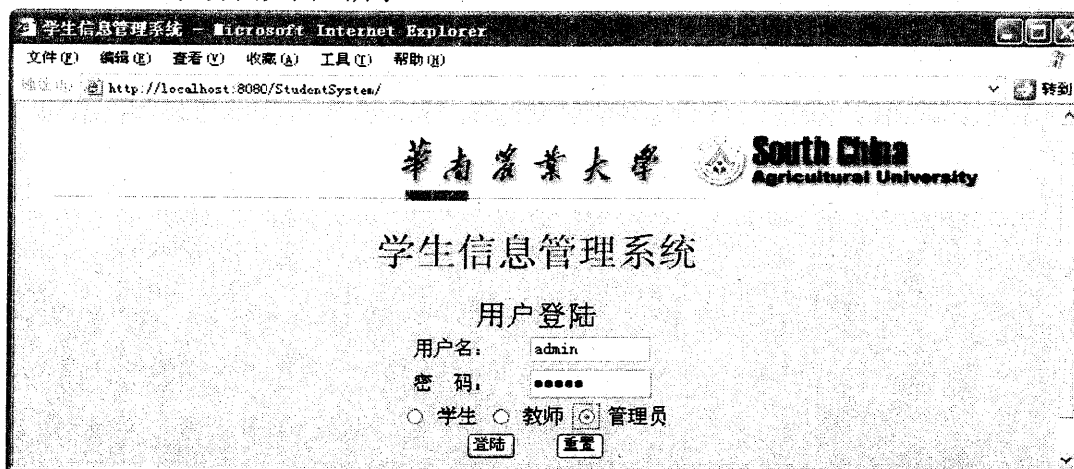 学生信息管理系统 - Microsoft Internet Explorer
文件(F) 编辑(E) 查看(V) 收藏(A) 工具(T) 帮助(H)
http://localhost:8080/StudentSystem/ 转到
华南农业大学 South China
Agricultural University
学生信息管理系统
用户登陆
用户名: admin
密 码: •••••
学生 教师 管理员
登陆 重置